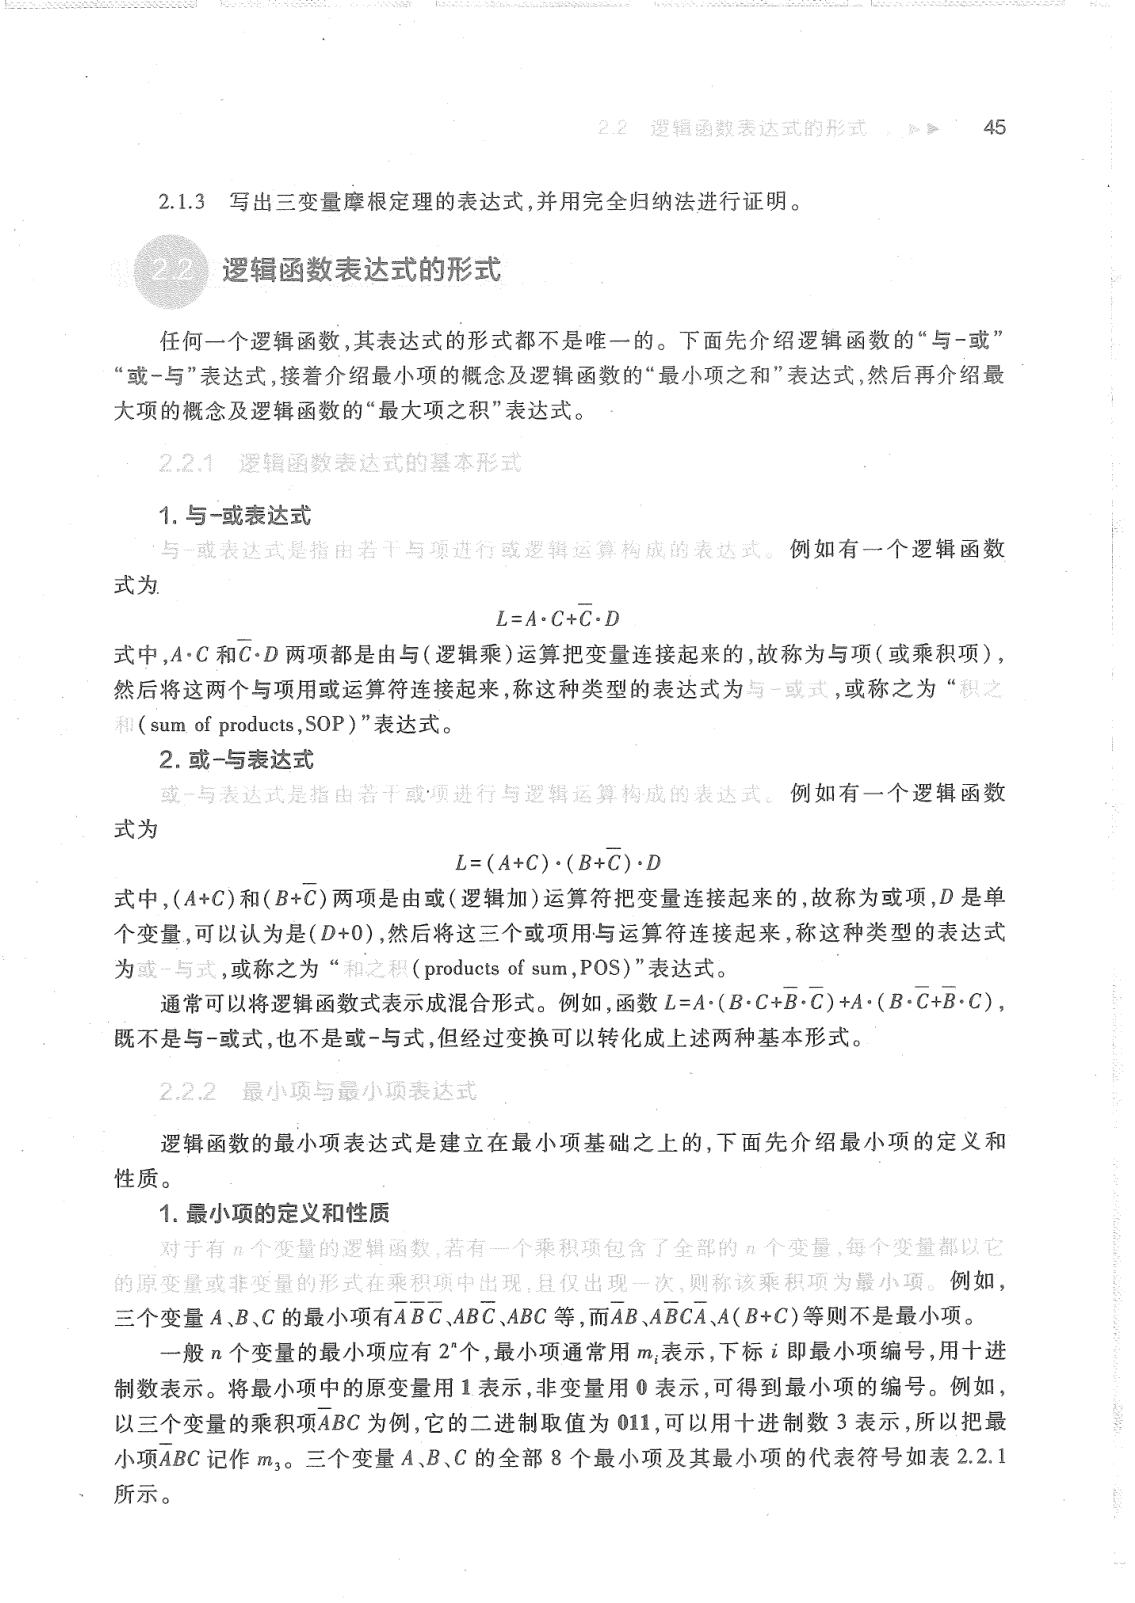 2.2 逻辑函数表达式的形式 45
2.1.3 写出三变量摩根定理的表达式,并用完全归纳法进行证明。
2.2 逻辑函数表达式的形式
任何一个逻辑函数,其表达式的形式都不是唯一的。下面先介绍逻辑函数的“与-或”
“或-与”表达式,接着介绍最小项的概念及逻辑函数的“最小项之和”表达式,然后再介绍最
大项的概念及逻辑函数的“最大项之积”表达式。
2.2.1 逻辑函数表达式的基本形式
1. 与-或表达式
与-或表达式是指由若干与项进行或逻辑运算构成的表达式。例如有一个逻辑函数
式为
L=A·C+C̅·D
式中,A·C 和C̅·D 两项都是由与(逻辑乘)运算把变量连接起来的,故称为与项(或乘积项),
然后将这两个与项用或运算符连接起来,称这种类型的表达式为与-或式,或称之为“积之
和(sum of products,SOP)”表达式。
2. 或-与表达式
或-与表达式是指由若干或项进行与逻辑运算构成的表达式。例如有一个逻辑函数
式为
L=(A+C)·(B+C̅)·D
式中,(A+C)和(B+C̅)两项是由或(逻辑加)运算符把变量连接起来的,故称为或项,D 是单
个变量,可以认为是(D+0),然后将这三个或项用与运算符连接起来,称这种类型的表达式
为或-与式,或称之为“和之积(products of sum,POS)”表达式。
通常可以将逻辑函数式表示成混合形式。例如,函数 L=A·(B·C+B̅·C̅)+A·(B·C̅+B̅·C),
既不是与-或式,也不是或-与式,但经过变换可以转化成上述两种基本形式。
2.2.2 最小项与最小项表达式
逻辑函数的最小项表达式是建立在最小项基础之上的,下面先介绍最小项的定义和
性质。
1. 最小项的定义和性质
对于有 n 个变量的逻辑函数,若有一个乘积项包含了全部的 n 个变量,每个变量都以它
的原变量或非变量的形式在乘积项中出现,且仅出现一次,则称该乘积项为最小项。例如,
三个变量 A、B、C 的最小项有A̅B̅C̅、ABC̅、ABC 等,而A̅B、A̅BCA̅、A(B+C)等则不是最小项。
一般 n 个变量的最小项应有 2ⁿ个,最小项通常用 mᵢ表示,下标 i 即最小项编号,用十进
制数表示。将最小项中的原变量用 1 表示,非变量用 0 表示,可得到最小项的编号。例如,
以三个变量的乘积项A̅BC 为例,它的二进制取值为 011,可以用十进制数 3 表示,所以把最
小项A̅BC 记作 m₃。三个变量 A、B、C 的全部 8 个最小项及其最小项的代表符号如表 2.2.1
所示。